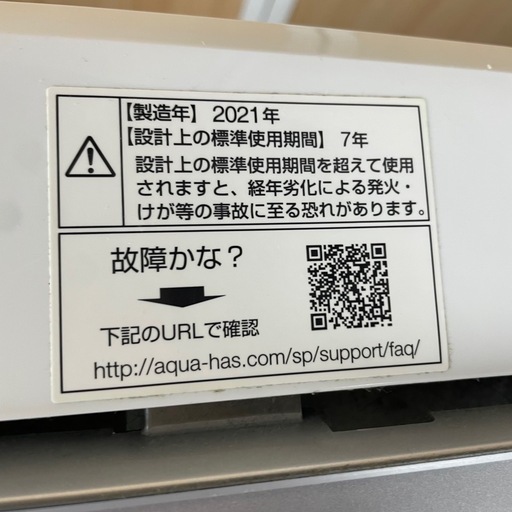 【製造年】 2021年
【設計上の標準使用期間】 7年
設計上の標準使用期間を超えて使用
されますと、経年劣化による発火・
けが等の事故に至る恐れがあります。
故障かな？
下記のURLで確認
http://aqua-has.com/sp/support/faq/